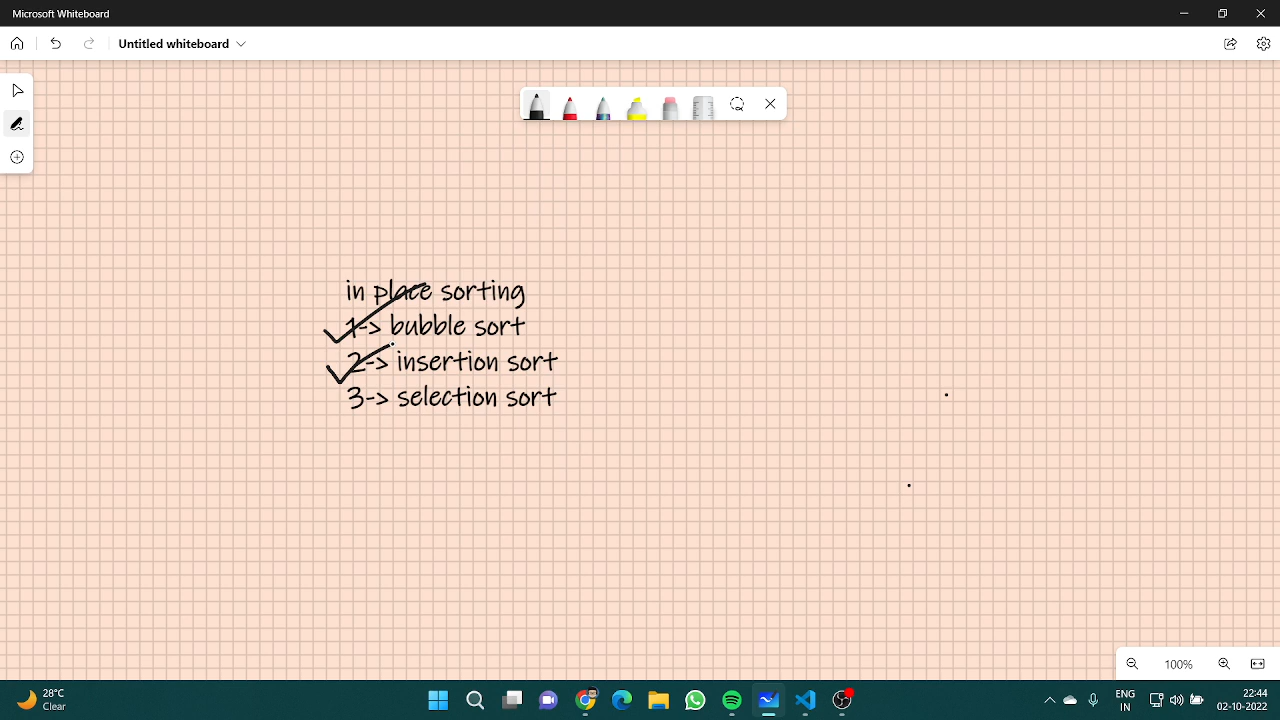 Microsoft Whiteboard
Untitled whiteboard
in place sorting
1-> bubble sort
2-> insertion sort
3-> selection sort
100%
28°C
Clear
ENG
IN
22:44
02-10-2022